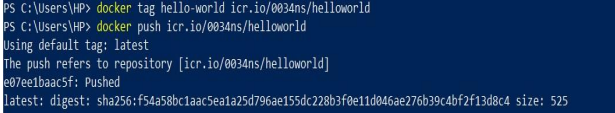 PS C:\Users\HP> docker tag hello-world icr.io/0034ns/helloworld
PS C:\Users\HP> docker push icr.io/0034ns/helloworld
Using default tag: latest
The push refers to repository [icr.io/0034ns/helloworld]
e07ee1baac5f: Pushed
latest: digest: sha256:f54a58bc1aac5ea1a25d796ae155dc228b3f0e11d046ae276b39c4bf2f13d8c4 size: 525